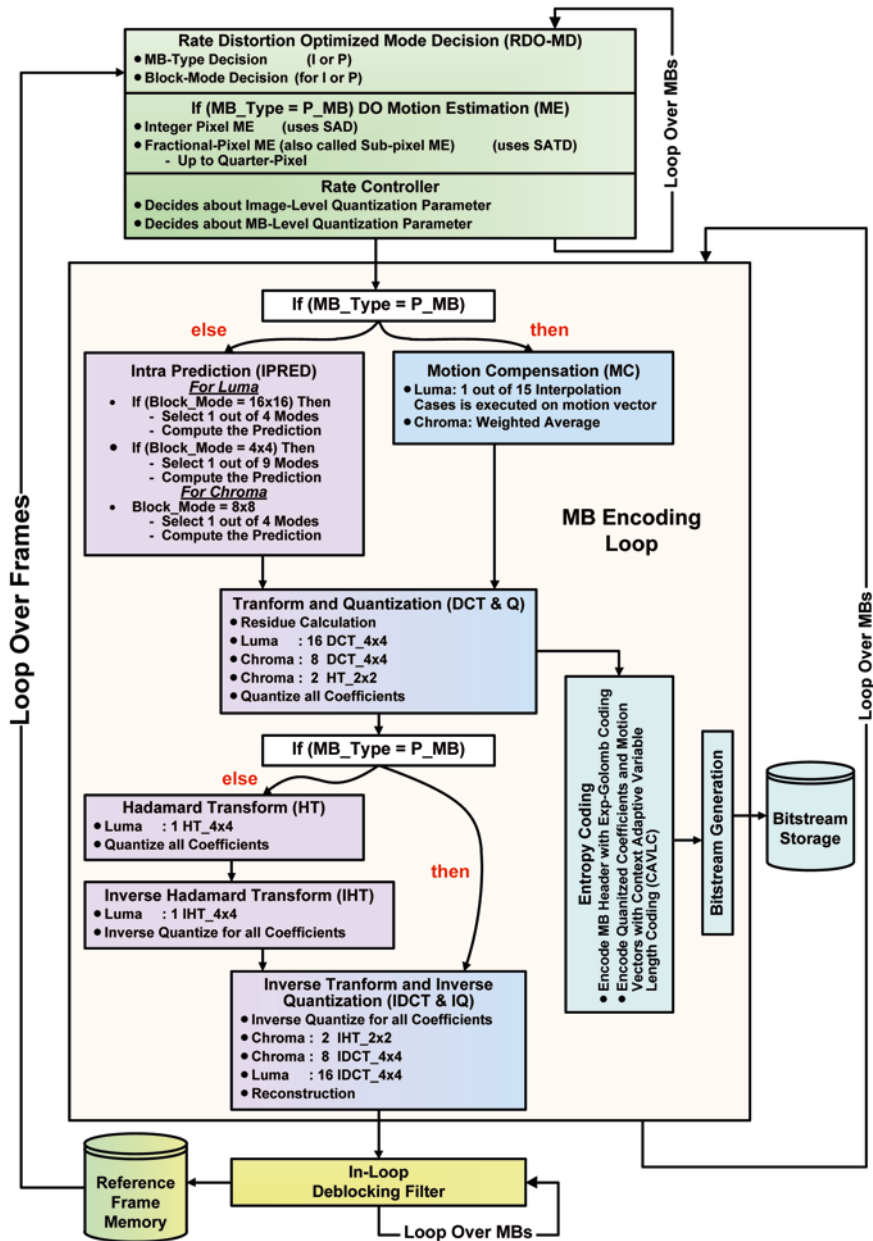 Rate Distortion Optimized Mode Decision (RDO-MD)
● MB-Type Decision (I or P)
● Block-Mode Decision (for I or P)
If (MB_Type = P_MB) DO Motion Estimation (ME)
● Integer Pixel ME (uses SAD)
● Fractional-Pixel ME (also called Sub-pixel ME) (uses SATD)
- Up to Quarter-Pixel
Rate Controller
● Decides about Image-Level Quantization Parameter
● Decides about MB-Level Quantization Parameter
Loop Over MBs
If (MB_Type = P_MB)
else
then
Intra Prediction (IPRED)
For Luma
• If (Block_Mode = 16x16) Then
- Select 1 out of 4 Modes
- Compute the Prediction
● If (Block_Mode = 4x4) Then
- Select 1 out of 9 Modes
- Compute the Prediction
For Chroma
• Block_Mode = 8x8
- Select 1 out of 4 Modes
- Compute the Prediction
Motion Compensation (MC)
● Luma: 1 out of 15 Interpolation
Cases is executed on motion vector
● Chroma: Weighted Average
MB Encoding
Loop
Loop Over Frames
Loop Over MBs
Tranform and Quantization (DCT & Q)
● Residue Calculation
● Luma : 16 DCT_4x4
● Chroma : 8 DCT_4x4
● Chroma : 2 HT_2x2
● Quantize all Coefficients
If (MB_Type = P_MB)
else
then
Hadamard Transform (HT)
● Luma : 1 HT_4x4
● Quantize all Coefficients
Inverse Hadamard Transform (IHT)
● Luma : 1 IHT_4x4
● Inverse Quantize for all Coefficients
Inverse Tranform and Inverse
Quantization (IDCT & IQ)
● Inverse Quantize for all Coefficients
● Chroma : 2 IHT_2x2
● Chroma : 8 IDCT_4x4
● Luma : 16 IDCT_4x4
● Reconstruction
Entropy Coding
● Encode MB Header with Exp-Golomb Coding
● Encode Quanitzed Coefficients and Motion
Vectors with Context Adaptive Variable
Length Coding (CAVLC)
Bitstream Generation
Bitstream
Storage
In-Loop
Deblocking Filter
Reference
Frame
Memory
Loop Over MBs